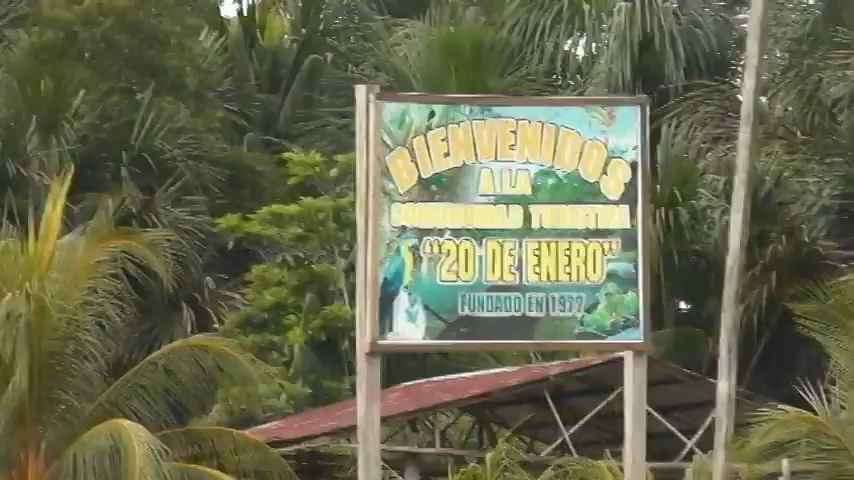 BIENVENIDOS
A LA
COMUNIDAD TURISTICA
"20 DE ENERO"
FUNDADO EN 1977